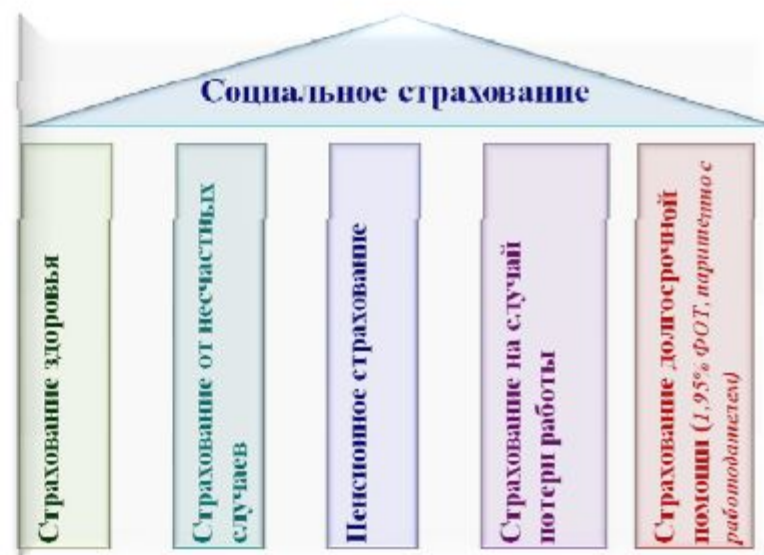 Социальное страхование
Страхование здоровья
Страхование от несчастных
случаев
Пенсионное страхование
Страхование на случай
потери работы
Страхование долгосрочной
помощи (1,95% ФОТ, паритетно с
работодателем)